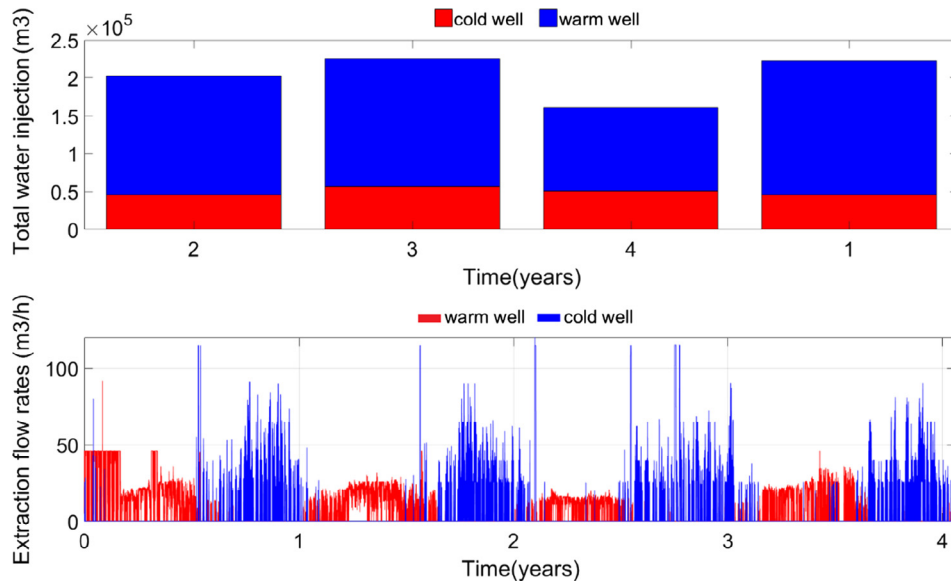 cold well warm well
×10^5
Total water injection (m3)
2.5
2
1.5
1
0.5
0
2 3 4 1
Time(years)
warm well cold well
Extraction flow rates (m3/h)
100
50
0
0 1 2 3 4
Time(years)